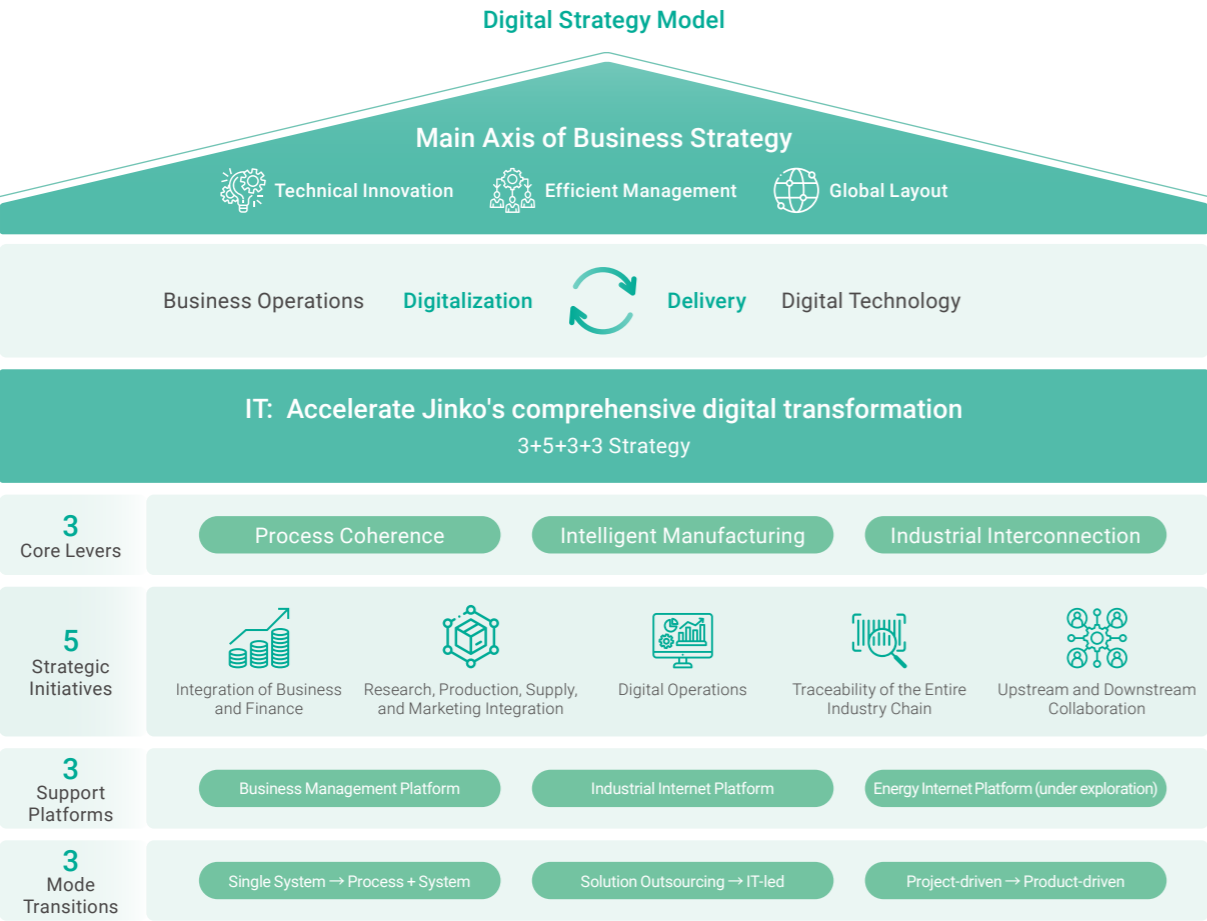 Digital Strategy Model
Main Axis of Business Strategy
Technical Innovation
Efficient Management
Global Layout
Business Operations
Digitalization
Delivery
Digital Technology
IT: Accelerate Jinko's comprehensive digital transformation
3+5+3+3 Strategy
3
Core Levers
Process Coherence
Intelligent Manufacturing
Industrial Interconnection
5
Strategic
Initiatives
Integration of Business
and Finance
Research, Production, Supply,
and Marketing Integration
Digital Operations
Traceability of the Entire
Industry Chain
Upstream and Downstream
Collaboration
3
Support
Platforms
Business Management Platform
Industrial Internet Platform
Energy Internet Platform (under exploration)
3
Mode
Transitions
Single System → Process + System
Solution Outsourcing → IT-led
Project-driven → Product-driven